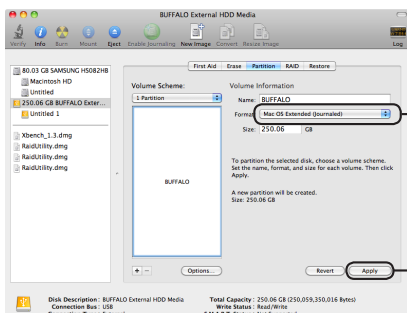 BUFFALO External HDD Media
Verify Info Burn Mount Eject Enable Journaling New Image Convert Resize Image Log
First Aid Erase Partition RAID Restore
80.03 GB SAMSUNG HS082HB
Macintosh HD
Untitled
250.06 GB BUFFALO Exter...
Untitled 1
Xbench_1.3.dmg
RaidUtility.dmg
RaidUtility.dmg
RaidUtility.dmg
Volume Scheme:
1 Partition
BUFFALO
+ - Options...
Volume Information
Name: BUFFALO
Format: Mac OS Extended (Journaled)
Size: 250.06 GB
To partition the selected disk, choose a volume scheme.
Set the name, format, and size for each volume. Then click
Apply.
A new partition will be created.
Size: 250.06 GB
Revert Apply
Disk Description : BUFFALO External HDD Media Total Capacity : 250.06 GB (250,059,350,016 Bytes)
Connection Bus : USB Write Status : Read/Write